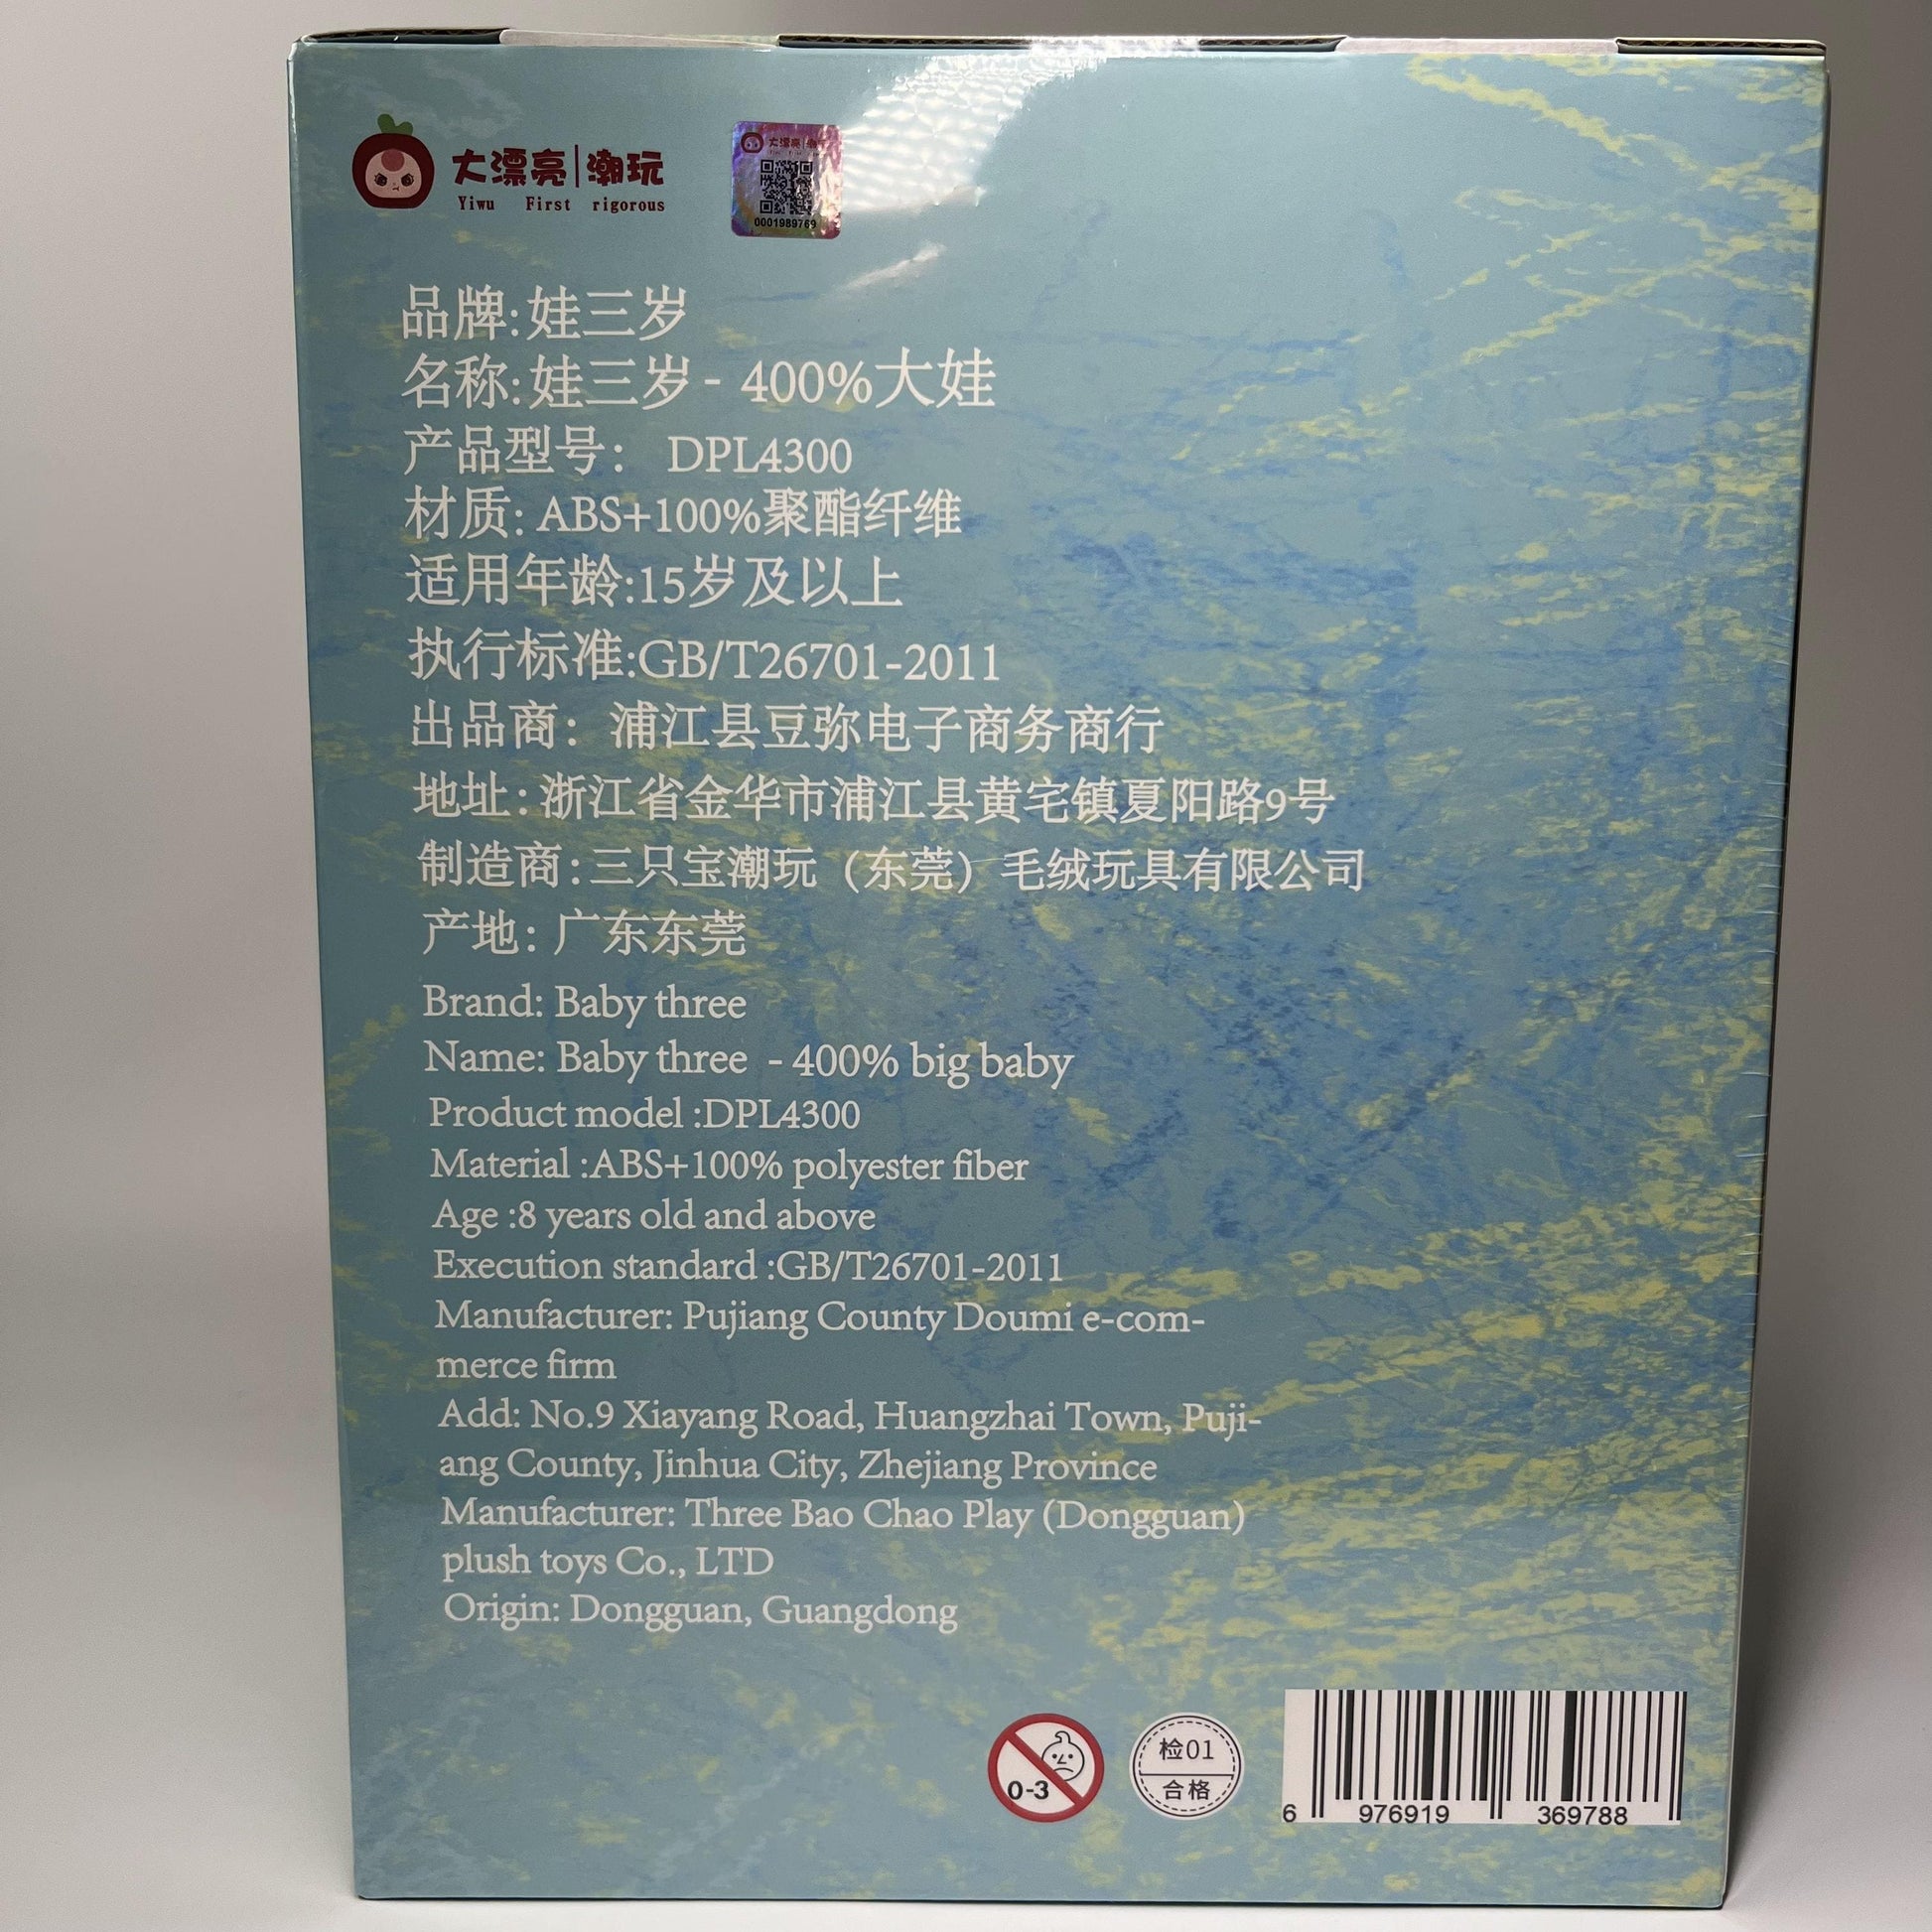 大漂亮|潮玩
Yiwu First rigorous
大漂亮|潮玩
0001989769
品牌:娃三岁
名称:娃三岁- 400%大娃
产品型号： DPL4300
材质: ABS+100%聚酯纤维
适用年龄:15岁及以上
执行标准:GB/T26701-2011
出品商：浦江县豆弥电子商务商行
地址:浙江省金华市浦江县黄宅镇夏阳路9号
制造商:三只宝潮玩（东莞）毛绒玩具有限公司
产地: 广东东莞
Brand: Baby three
Name: Baby three - 400% big baby
Product model :DPL4300
Material :ABS+100% polyester fiber
Age :8 years old and above
Execution standard :GB/T26701-2011
Manufacturer: Pujiang County Doumi e-com-
merce firm
Add: No.9 Xiayang Road, Huangzhai Town, Puji-
ang County, Jinhua City, Zhejiang Province
Manufacturer: Three Bao Chao Play (Dongguan)
plush toys Co., LTD
Origin: Dongguan, Guangdong
0-3
检01
合格
6 976919 369788